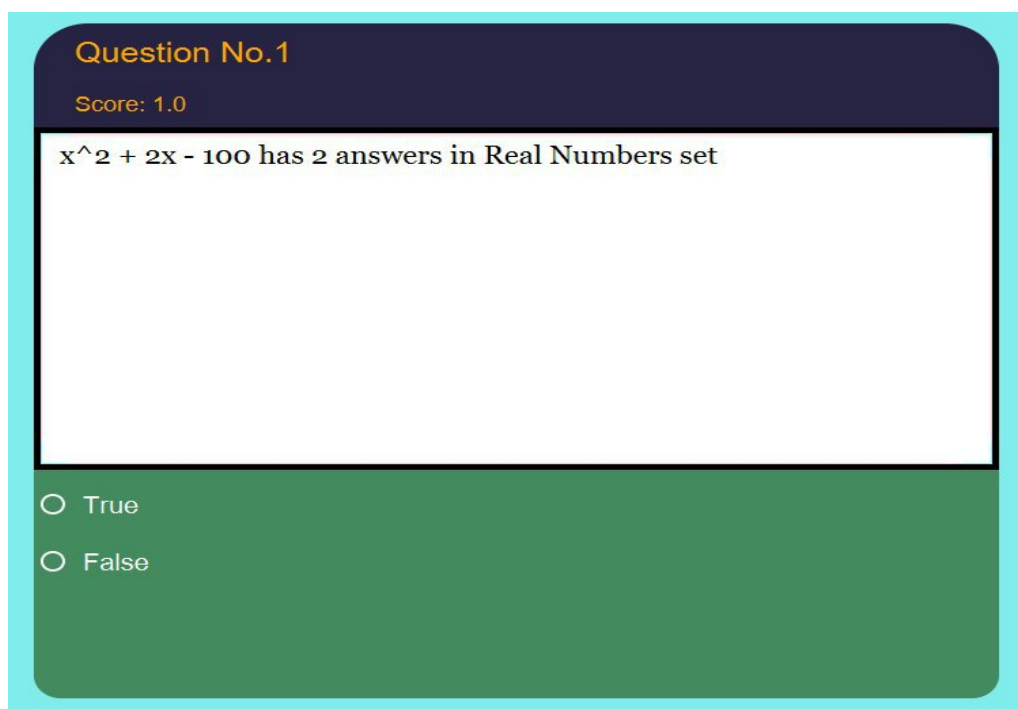 Question No.1
Score: 1.0
x^2 + 2x - 100 has 2 answers in Real Numbers set
True
False